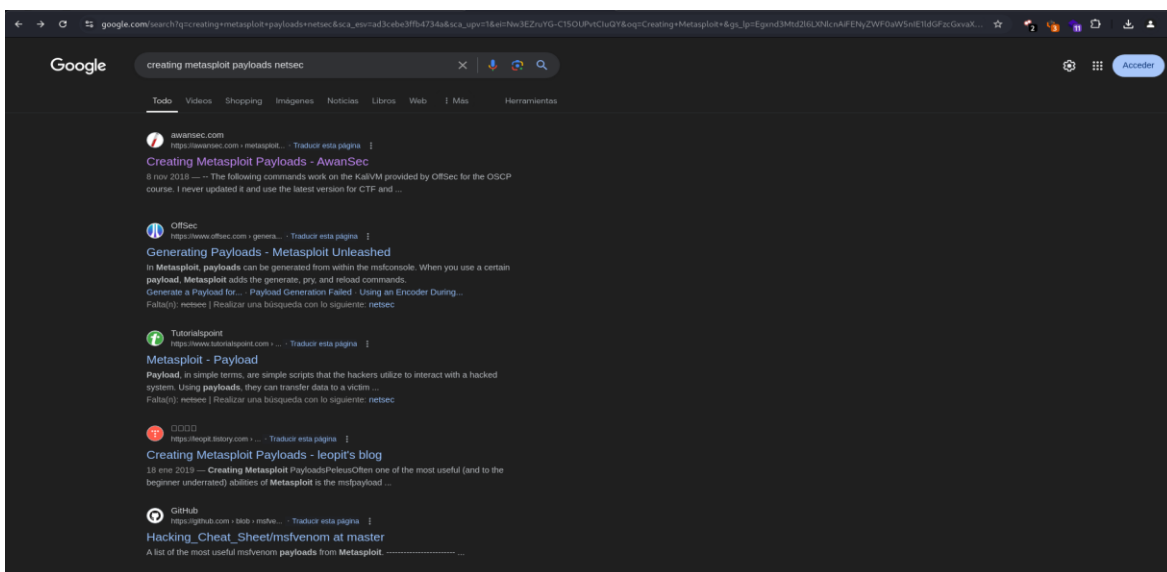 google.com/search?q=creating+metasploit+payloads+netsec&sca_esv=ad3cebe3ffb4734a&sca_upv=1&ei=
Google
creating metasploit payloads netsec
Acceder
Todo Videos Shopping Imágenes Noticias Libros Web Más Herramientas
awansec.com
https://awansec.com › metasploit... · Traducir esta página
Creating Metasploit Payloads - AwanSec
8 nov 2018 — -- The following commands work on the KaliVM provided by OffSec for the OSCP
course. I never updated it and use the latest version for CTF and ...
OffSec
https://www.offsec.com › genera... · Traducir esta página
Generating Payloads - Metasploit Unleashed
In Metasploit, payloads can be generated from within the msfconsole. When you use a certain
payload, Metasploit adds the generate, pry, and reload commands.
Generate a Payload for... · Payload Generation Failed · Using an Encoder During...
Falta(n): netsec | Realizar una búsqueda con lo siguiente: netsec
Tutorialspoint
https://www.tutorialspoint.com › ... · Traducir esta página
Metasploit - Payload
Payload, in simple terms, are simple scripts that the hackers utilize to interact with a hacked
system. Using payloads, they can transfer data to a victim ...
Falta(n): netsec | Realizar una búsqueda con lo siguiente: netsec
https://leopit.tistory.com › ... · Traducir esta página
Creating Metasploit Payloads - leopit's blog
18 ene 2019 — Creating Metasploit PayloadsPeleusOften one of the most useful (and to the
beginner underrated) abilities of Metasploit is the msfpayload ...
GitHub
https://github.com › blob › msfve... · Traducir esta página
Hacking_Cheat_Sheet/msfvenom at master
A list of the most useful msfvenom payloads from Metasploit. ----------------------- ...